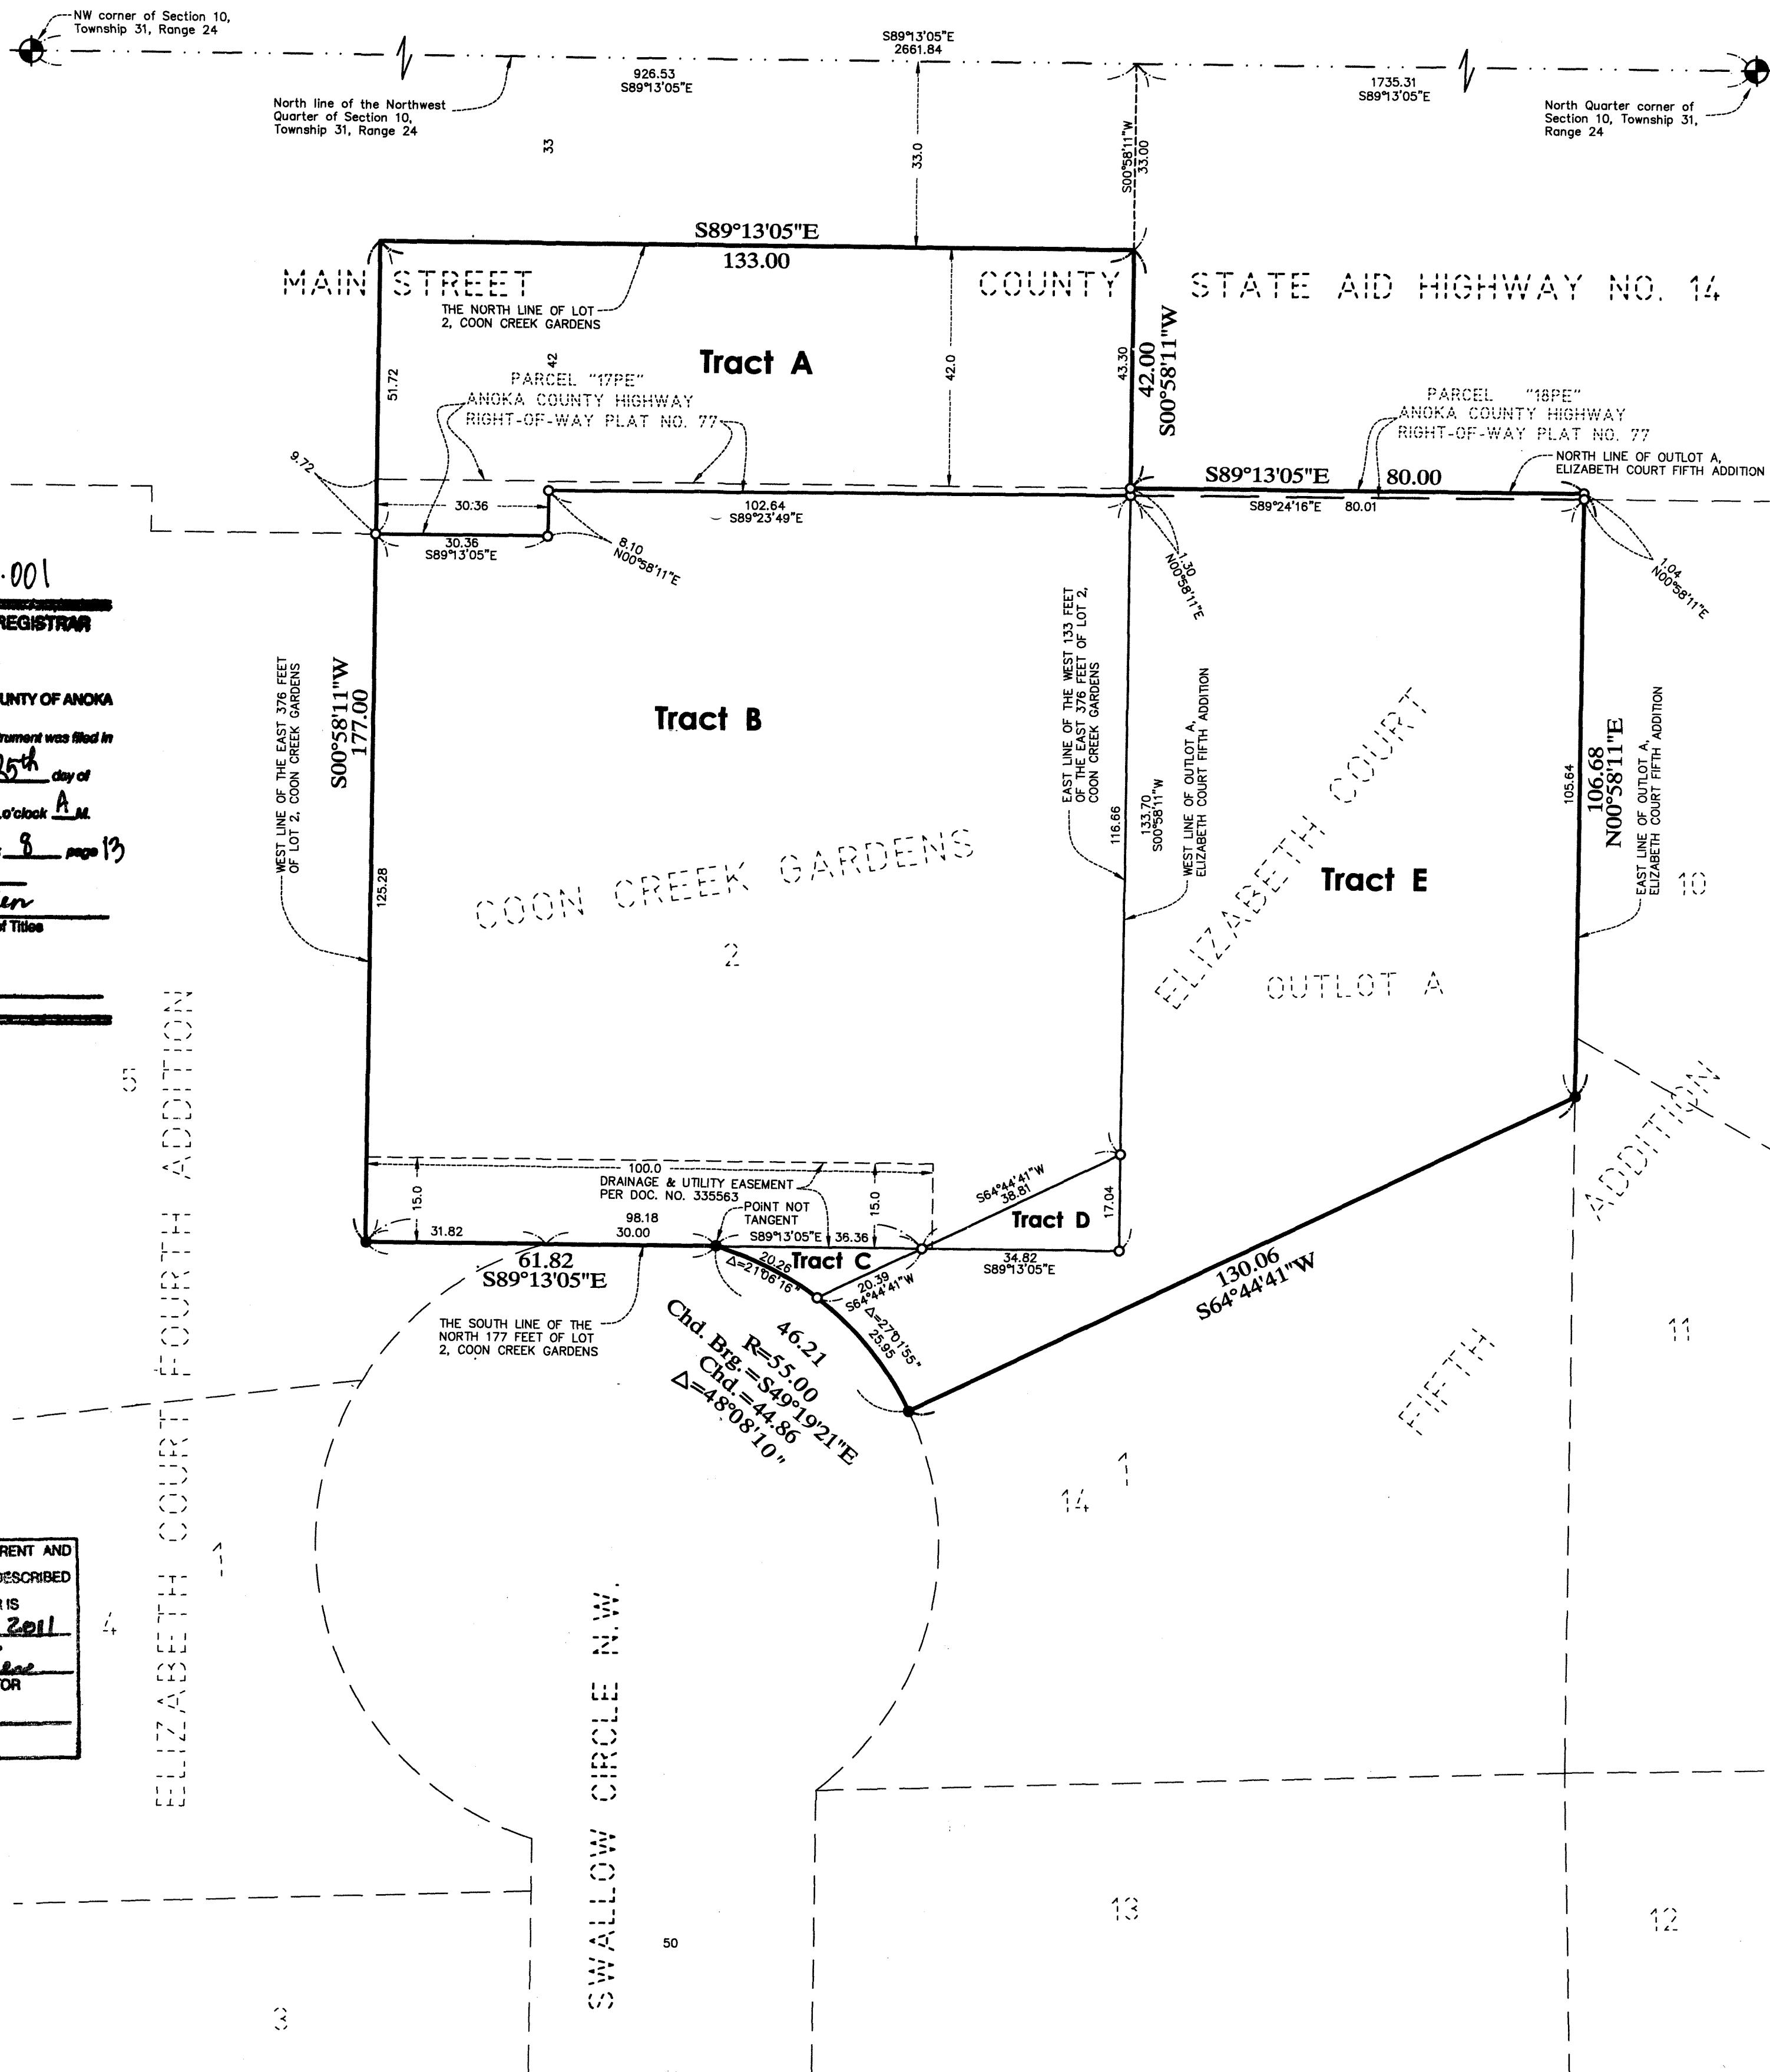 NW corner of Section 10,
Township 31, Range 24
S89°13'05"E
2661.84
926.53
S89°13'05"E
1735.31
S89°13'05"E
North line of the Northwest
Quarter of Section 10,
Township 31, Range 24
North Quarter corner of
Section 10, Township 31,
Range 24
33
33.0
S00°58'11"W
33.00
S89°13'05"E
133.00
MAIN STREET
COUNTY STATE AID HIGHWAY NO. 14
THE NORTH LINE OF LOT
2, COON CREEK GARDENS
Tract A
51.72
42
42.0
43.30
42.00
S00°58'11"W
PARCEL "17PE"
ANOKA COUNTY HIGHWAY
RIGHT-OF-WAY PLAT NO. 77
PARCEL "18PE"
ANOKA COUNTY HIGHWAY
RIGHT-OF-WAY PLAT NO. 77
NORTH LINE OF OUTLOT A,
ELIZABETH COURT FIFTH ADDITION
9.72
S89°13'05"E 80.00
30.36
102.64
S89°23'49"E
S89°24'16"E 80.01
30.36
S89°13'05"E
8.10
N00°58'11"E
1.30
N00°58'11"E
1.04
N00°58'11"E
.001
REGISTRAR
UNTY OF ANOKA
trument was filed in
25th day of
o'clock A M.
8 page 13
en
of Titles
WEST LINE OF THE EAST 376 FEET
OF LOT 2, COON CREEK GARDENS
S00°58'11"W
177.00
125.28
Tract B
EAST LINE OF THE WEST 133 FEET
OF THE EAST 376 FEET OF LOT 2,
COON CREEK GARDENS
116.66
133.70
S00°58'11"W
WEST LINE OF OUTLOT A,
ELIZABETH COURT FIFTH ADDITION
ELIZABETH COURT
Tract E
105.64
106.68
N00°58'11"E
EAST LINE OF OUTLOT A,
ELIZABETH COURT FIFTH ADDITION
10
COON CREEK GARDENS
2
OUTLOT A
5
ELIZABETH COURT FOURTH ADDITION
100.0
15.0
DRAINAGE & UTILITY EASEMENT
PER DOC. NO. 335563
15.0
POINT NOT
TANGENT
S64°44'41"W
38.81
Tract D
17.04
31.82
98.18
30.00
S89°13'05"E 36.36
61.82
S89°13'05"E
20.26
Δ=21°06'16"
Tract C
34.82
S89°13'05"E
20.39
S64°44'41"W
Δ=27°01'55"
25.95
130.06
S64°44'41"W
THE SOUTH LINE OF THE
NORTH 177 FEET OF LOT
2, COON CREEK GARDENS
46.21
R=55.00
Chd. Brg.=S49°19'21"E
Chd.=44.86
Δ=48°08'10"
FIFTH ADDITION
11
1
14
1
RENT AND
DESCRIBED
R IS
2011
TOR
4
SWALLOW CIRCLE N.W.
50
13
12
3